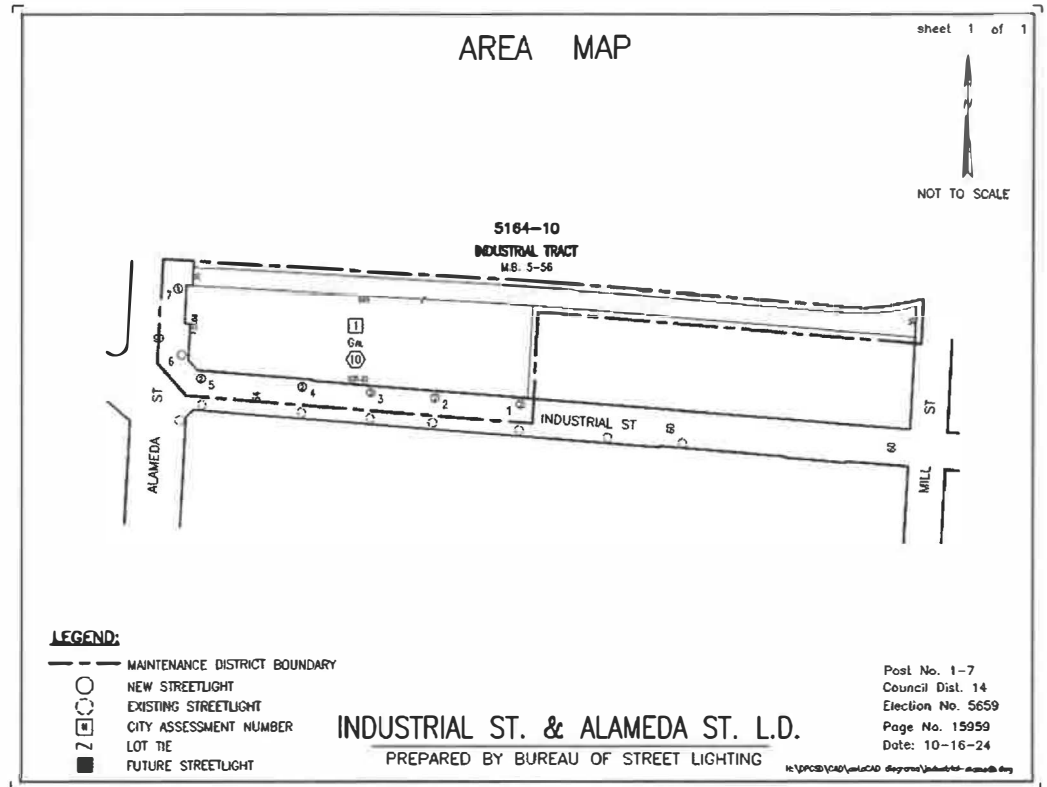 sheet 1 of 1
AREA MAP
N
NOT TO SCALE
5164-10
INDUSTRIAL TRACT
M.B. 5-56
7
1
10
6
5
4
3
2
1
INDUSTRIAL ST
68
60
ALAMEDA ST
MILL ST
LEGEND:
MAINTENANCE DISTRICT BOUNDARY
NEW STREETLIGHT
EXISTING STREETLIGHT
CITY ASSESSMENT NUMBER
LOT TIE
FUTURE STREETLIGHT
INDUSTRIAL ST. & ALAMEDA ST. L.D.
PREPARED BY BUREAU OF STREET LIGHTING
Post No. 1-7
Council Dist. 14
Election No. 5659
Page No. 15959
Date: 10-16-24